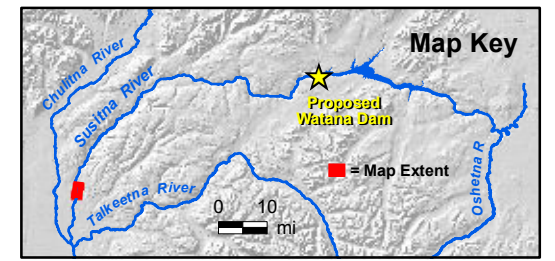 Map Key
Chulitna River
Susitna River
Proposed
Watana Dam
= Map Extent
Talkeetna River
Oshetna R
0 10
mi